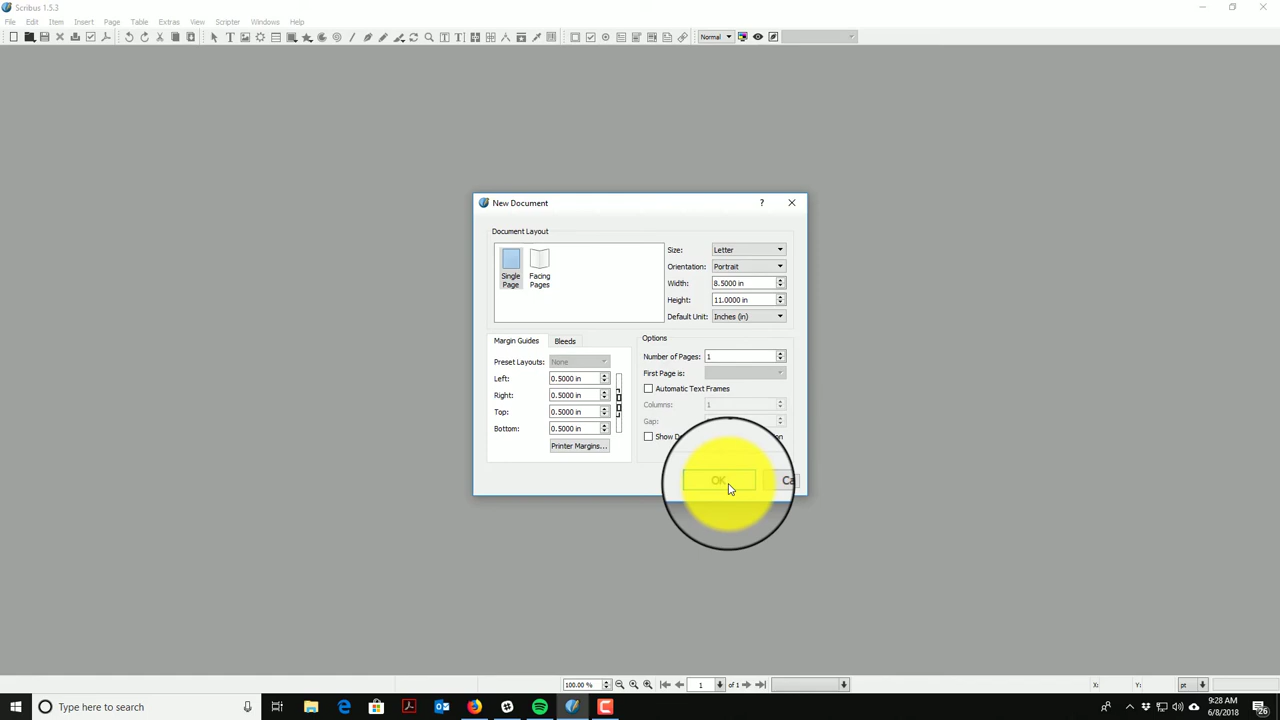 Scribus 1.5.3
File Edit Item Insert Page Table Extras View Scripter Windows Help
Normal
New Document
?
Document Layout
Single Page
Facing Pages
Size: Letter
Orientation: Portrait
Width: 8.5000 in
Height: 11.0000 in
Default Unit: Inches (in)
Margin Guides Bleeds
Preset Layouts: None
Left: 0.5000 in
Right: 0.5000 in
Top: 0.5000 in
Bottom: 0.5000 in
Printer Margins...
Options
Number of Pages: 1
First Page is:
Automatic Text Frames
Columns: 1
Gap:
Show
OK
100.00 %
1 of 1
X: Y: pt
Type here to search
9:28 AM
6/8/2018
26